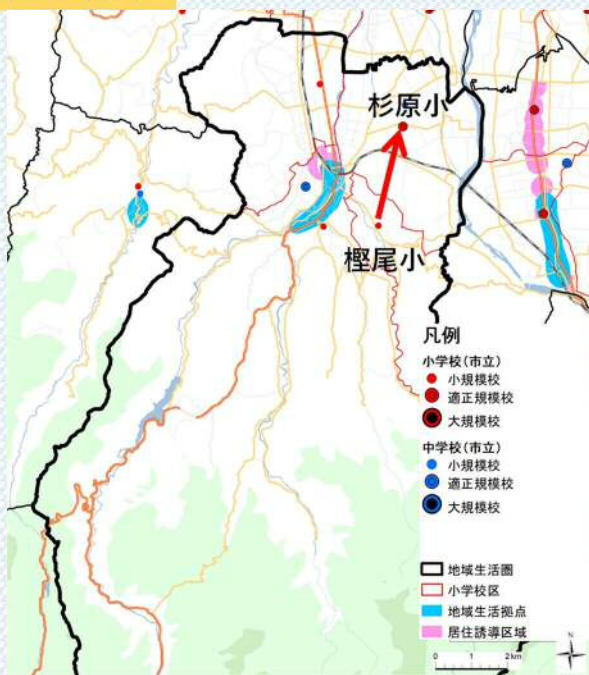 杉原小
樫尾小
凡例
小学校(市立)
小規模校
適正規模校
大規模校
中学校(市立)
小規模校
適正規模校
大規模校
地域生活圏
小学校区
地域生活拠点
居住誘導区域
N
0 1 2km